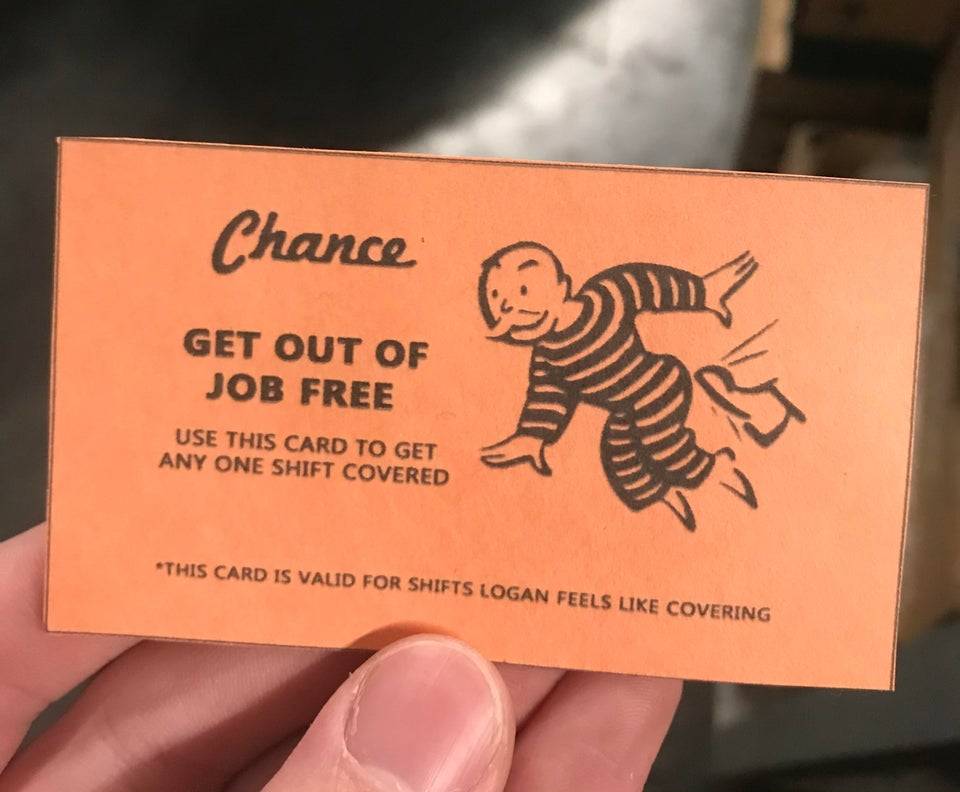 Chance
GET OUT OF
JOB FREE
USE THIS CARD TO GET
ANY ONE SHIFT COVERED
*THIS CARD IS VALID FOR SHIFTS LOGAN FEELS LIKE COVERING